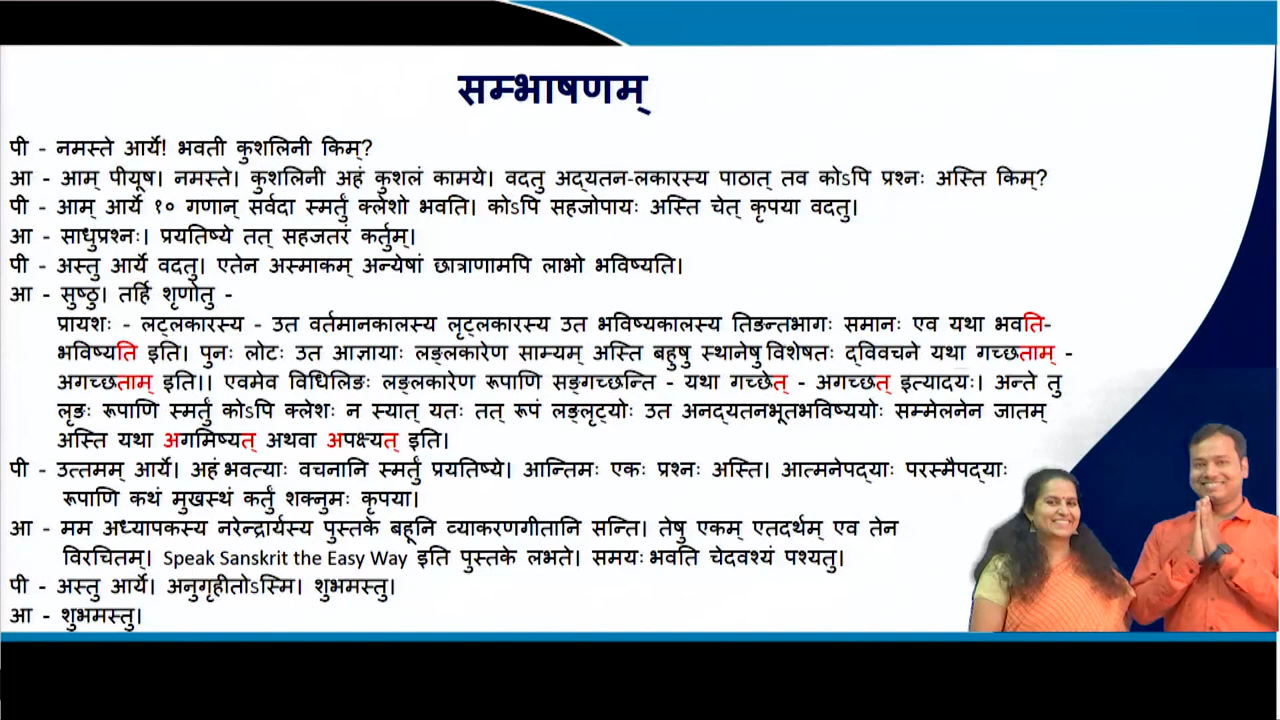 सम्भाषणम्
पी - नमस्ते आर्ये! भवती कुशलिनी किम्?
आ - आम् पीयूष। नमस्ते। कुशलिनी अहं कुशलं कामये। वदतु अद्यतन-लकारस्य पाठात् तव कोऽपि प्रश्नः अस्ति किम्?
पी - आम् आर्ये १० गणान् सर्वदा स्मर्तुं क्लेशो भवति। कोऽपि सहजोपायः अस्ति चेत् कृपया वदतु।
आ - साधुप्रश्नः। प्रयतिष्ये तत् सहजतरं कर्तुम्।
पी - अस्तु आर्ये वदतु। एतेन अस्माकम् अन्येषां छात्राणामपि लाभो भविष्यति।
आ - सुष्ठु। तर्हि शृणोतु -
प्रायशः - लट्लकारस्य - उत वर्तमानकालस्य लृट्लकारस्य उत भविष्यकालस्य तिङन्तभागः समानः एव यथा भवति-
भविष्यति इति। पुनः लोटः उत आज्ञायाः लङ्लकारेण साम्यम् अस्ति बहुषु स्थानेषु विशेषतः द्विवचने यथा गच्छताम् -
अगच्छताम् इति।। एवमेव विधिलिङः लङ्लकारेण रूपाणि सङ्गच्छन्ति - यथा गच्छेत् - अगच्छत् इत्यादयः। अन्ते तु
लृङः रूपाणि स्मर्तुं कोऽपि क्लेशः न स्यात् यतः तत् रूपं लङ्लृट्योः उत अनद्यतनभूतभविष्ययोः सम्मेलनेन जातम्
अस्ति यथा अगमिष्यत् अथवा अपक्ष्यत् इति।
पी - उत्तमम् आर्ये। अहं भवत्याः वचनानि स्मर्तुं प्रयतिष्ये। आन्तिमः एकः प्रश्नः अस्ति। आत्मनेपद्याः परस्मैपद्याः
रूपाणि कथं मुखस्थं कर्तुं शक्नुमः कृपया।
आ - मम अध्यापकस्य नरेन्द्रार्यस्य पुस्तके बहूनि व्याकरणगीतानि सन्ति। तेषु एकम् एतदर्थम् एव तेन
विरचितम्। Speak Sanskrit the Easy Way इति पुस्तके लभते। समयः भवति चेदवश्यं पश्यतु।
पी - अस्तु आर्ये। अनुगृहीतोऽस्मि। शुभमस्तु।
आ - शुभमस्तु।